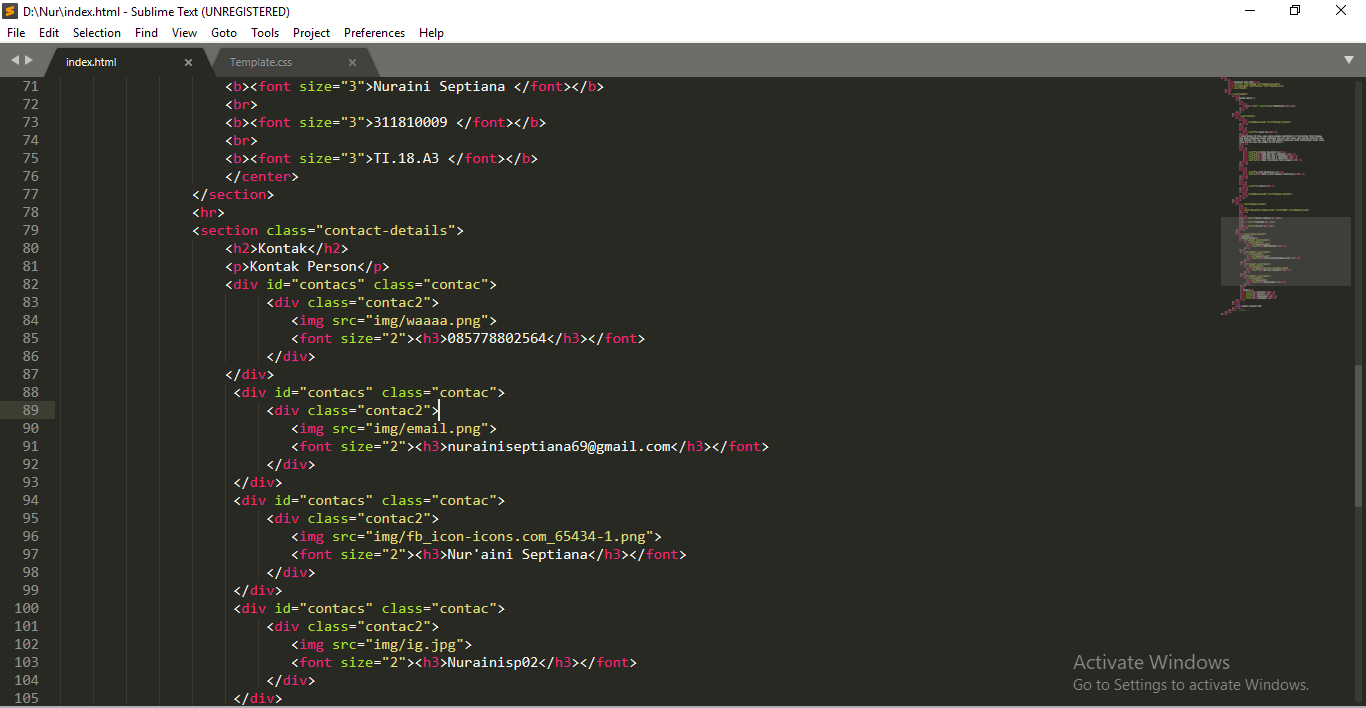 D:\Nur\index.html - Sublime Text (UNREGISTERED)
File Edit Selection Find View Goto Tools Project Preferences Help
index.html Template.css
71 <b><font size="3">Nuraini Septiana </font></b>
72 <br>
73 <b><font size="3">311810009 </font></b>
74 <br>
75 <b><font size="3">TI.18.A3 </font></b>
76 </center>
77 </section>
78 <hr>
79 <section class="contact-details">
80 <h2>Kontak</h2>
81 <p>Kontak Person</p>
82 <div id="contacs" class="contac">
83 <div class="contac2">
84 <img src="img/waaaa.png">
85 <font size="2"><h3>085778802564</h3></font>
86 </div>
87 </div>
88 <div id="contacs" class="contac">
89 <div class="contac2">
90 <img src="img/email.png">
91 <font size="2"><h3>nurainiseptiana69@gmail.com</h3></font>
92 </div>
93 </div>
94 <div id="contacs" class="contac">
95 <div class="contac2">
96 <img src="img/fb_icon-icons.com_65434-1.png">
97 <font size="2"><h3>Nur'aini Septiana</h3></font>
98 </div>
99 </div>
100 <div id="contacs" class="contac">
101 <div class="contac2">
102 <img src="img/ig.jpg">
103 <font size="2"><h3>Nurainisp02</h3></font>
104 </div>
105 </div>
Activate Windows
Go to Settings to activate Windows.